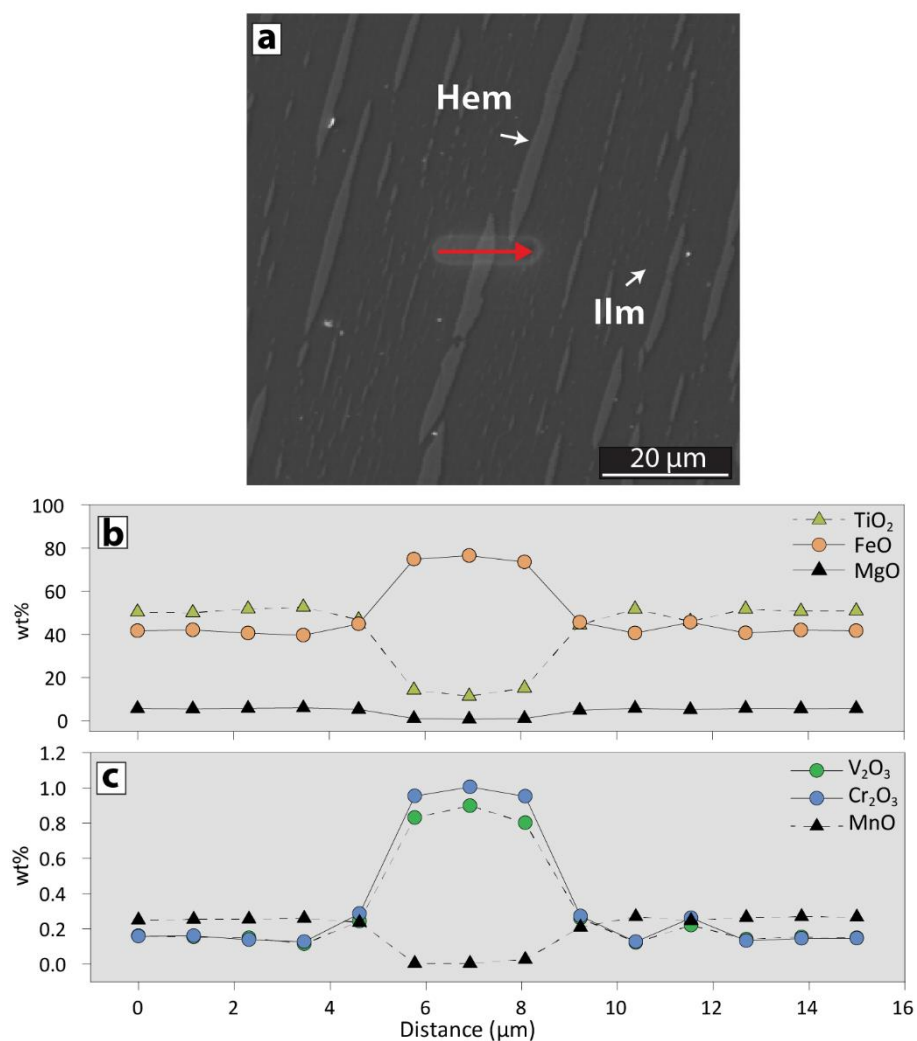 a
Hem
Ilm
20 µm
b
TiO₂
FeO
MgO
100
80
60
40
20
0
wt%
c
V₂O₃
Cr₂O₃
MnO
1.2
1.0
0.8
0.6
0.4
0.2
0.0
wt%
0 2 4 6 8 10 12 14 16
Distance (µm)